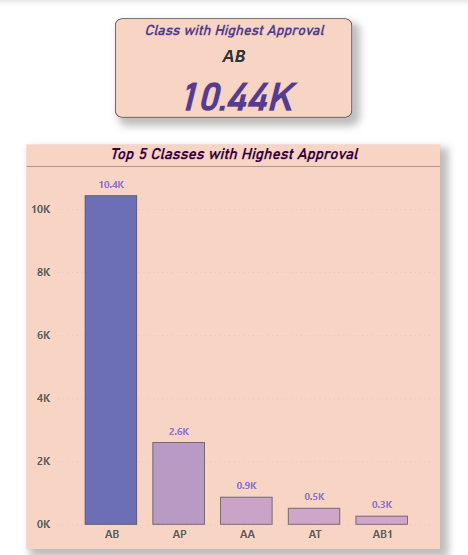 Class with Highest Approval
AB
10.44K
Top 5 Classes with Highest Approval
10.4K
10K
8K
6K
4K
2.6K
2K
0.9K
0.5K
0.3K
0K
AB AP AA AT AB1